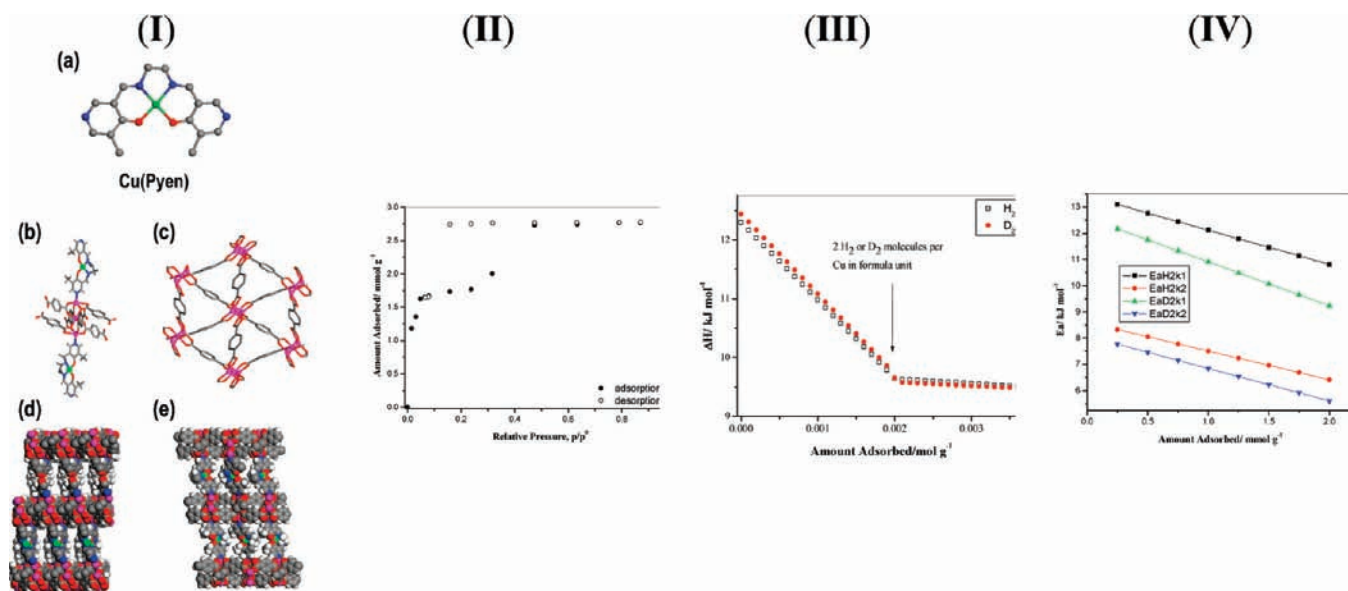 (I)
(II)
(III)
(IV)
(a)
Cu(Pyen)
(b)
(c)
(d)
(e)
3.0
2.5
2.0
1.5
1.0
0.5
0.0
Amount Adsorbed/ mmol g⁻¹
adsorption
desorption
0.0
0.2
0.4
0.6
0.8
Relative Pressure, p/p⁰
12
11
10
9
ΔH/ kJ mol⁻¹
H₂
D₂
2 H₂ or D₂ molecules per
Cu in formula unit
0.000
0.001
0.002
0.003
Amount Adsorbed/mol g⁻¹
13
12
11
10
9
8
7
6
Ea/ kJ mol⁻¹
EaH2k1
EaH2k2
EaD2k1
EaD2k2
0.5
1.0
1.5
2.0
Amount Adsorbed/ mmol g⁻¹